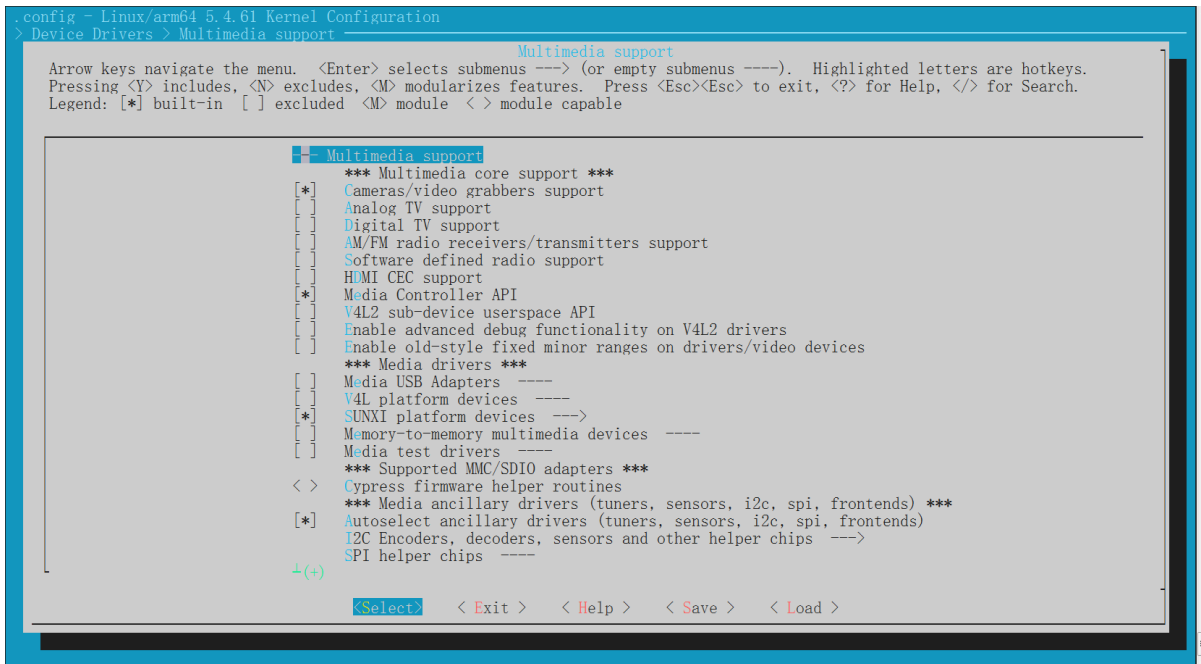 .config - Linux/arm64 5.4.61 Kernel Configuration
> Device Drivers > Multimedia support
Multimedia support
Arrow keys navigate the menu. <Enter> selects submenus ---> (or empty submenus ----). Highlighted letters are hotkeys.
Pressing <Y> includes, <N> excludes, <M> modularizes features. Press <Esc><Esc> to exit, <?> for Help, </> for Search.
Legend: [*] built-in [ ] excluded <M> module < > module capable
--- Multimedia support
*** Multimedia core support ***
[*] Cameras/video grabbers support
[ ] Analog TV support
[ ] Digital TV support
[ ] AM/FM radio receivers/transmitters support
[ ] Software defined radio support
[ ] HDMI CEC support
[*] Media Controller API
[ ] V4L2 sub-device userspace API
[ ] Enable advanced debug functionality on V4L2 drivers
[ ] Enable old-style fixed minor ranges on drivers/video devices
*** Media drivers ***
[ ] Media USB Adapters ----
[ ] V4L platform devices ----
[*] SUNXI platform devices --->
[ ] Memory-to-memory multimedia devices ----
[ ] Media test drivers ----
*** Supported MMC/SDIO adapters ***
< > Cypress firmware helper routines
*** Media ancillary drivers (tuners, sensors, i2c, spi, frontends) ***
[*] Autoselect ancillary drivers (tuners, sensors, i2c, spi, frontends)
I2C Encoders, decoders, sensors and other helper chips --->
SPI helper chips ----
┴(+)
<Select> < Exit > < Help > < Save > < Load >